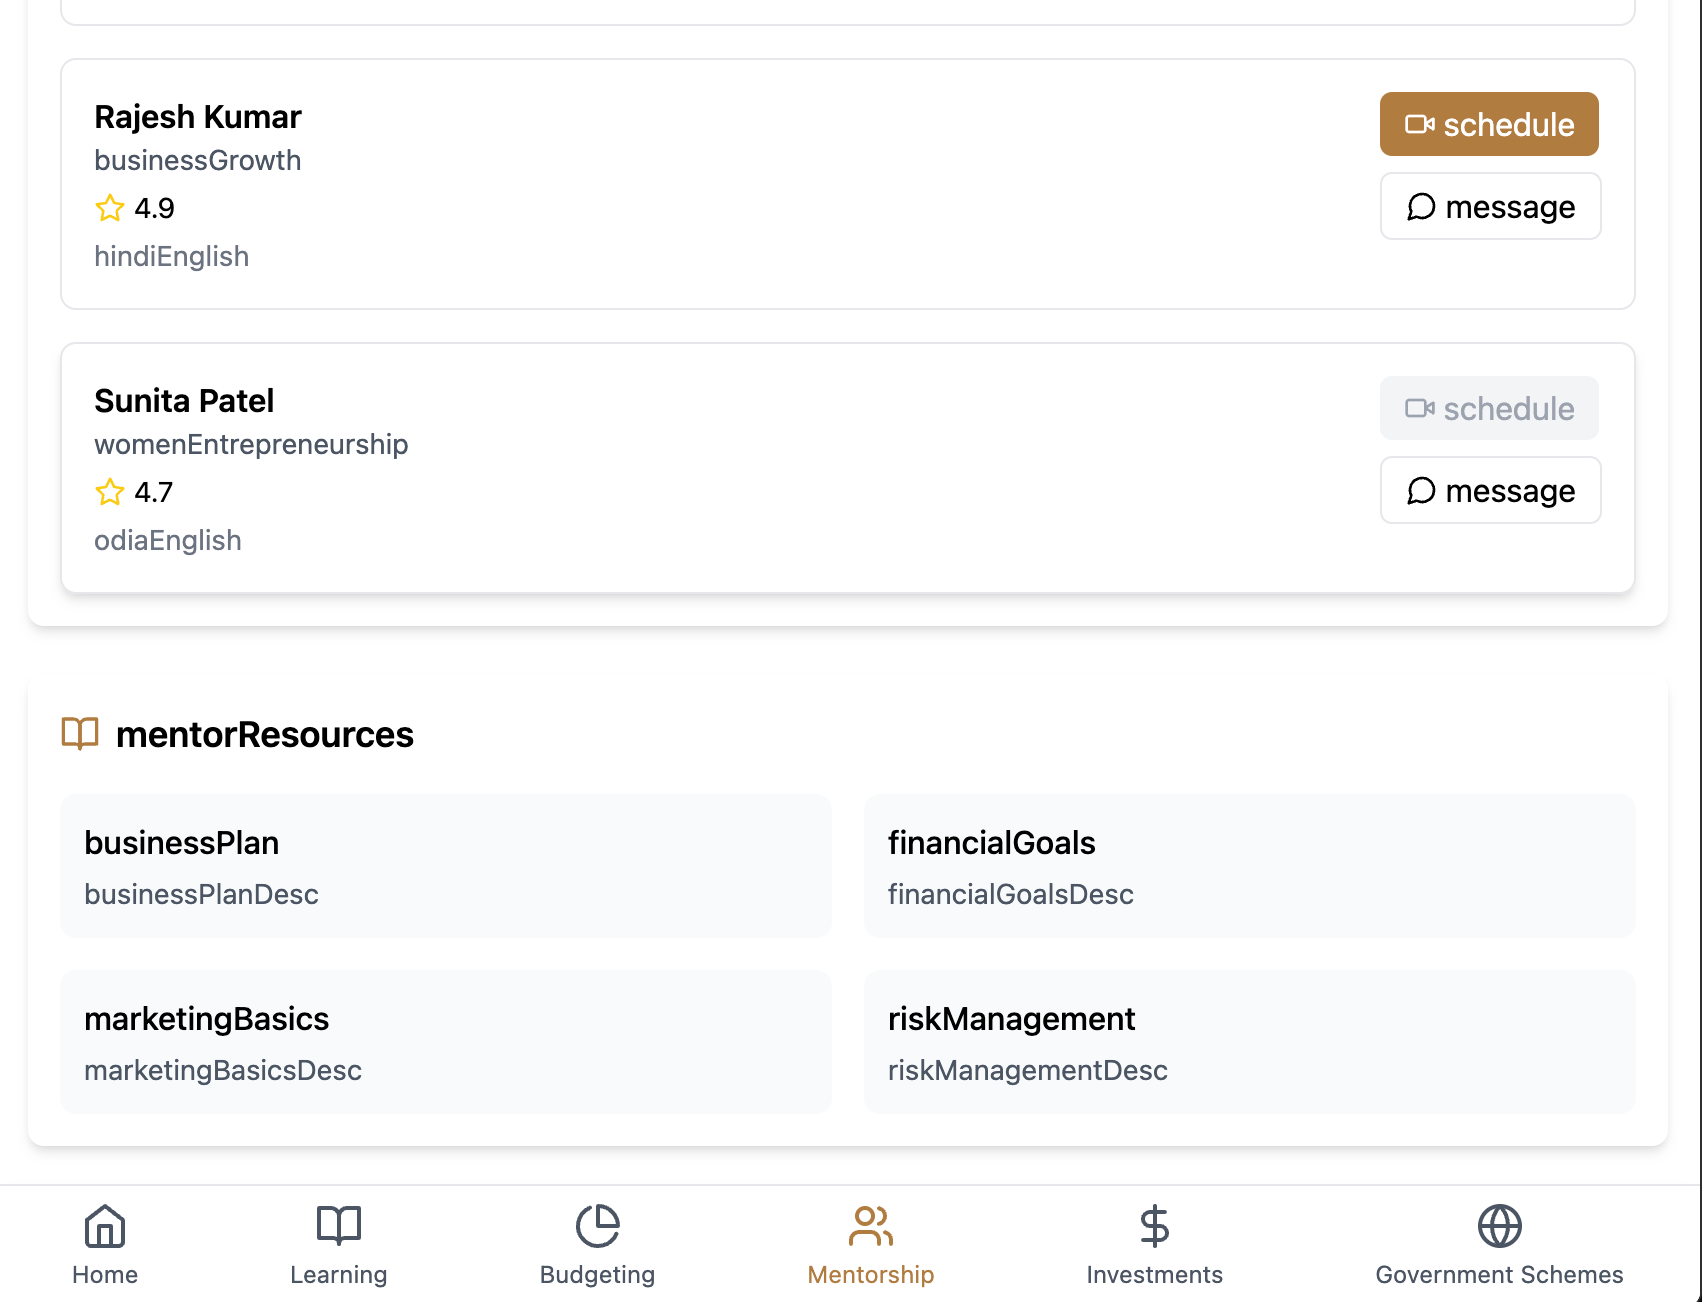 Rajesh Kumar
schedule
businessGrowth
4.9
message
hindiEnglish
Sunita Patel
schedule
womenEntrepreneurship
4.7
message
odiaEnglish
mentorResources
businessPlan
businessPlanDesc
financialGoals
financialGoalsDesc
marketingBasics
marketingBasicsDesc
riskManagement
riskManagementDesc
Home
Learning
Budgeting
Mentorship
Investments
Government Schemes